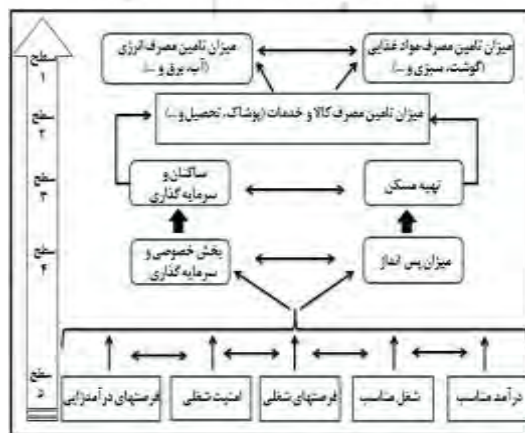 سطح
۱
میزان تامین مصرف مواد غذایی
(گوشت، سبزی و ...)
میزان تامین مصرف انرژی
(آب، برق و ...)
سطح
۲
میزان تامین مصرف کالا و خدمات (پوشاک، تحصیل و ...)
سطح
۳
تهیه مسکن
ساکنان و
سرمایه گذاری
سطح
۴
میزان پس انداز
بخش خصوصی و
سرمایه گذاری
سطح
۵
درآمد مناسب
شغل مناسب
فرصتهای شغلی
امنیت شغلی
فرصتهای درآمدزایی